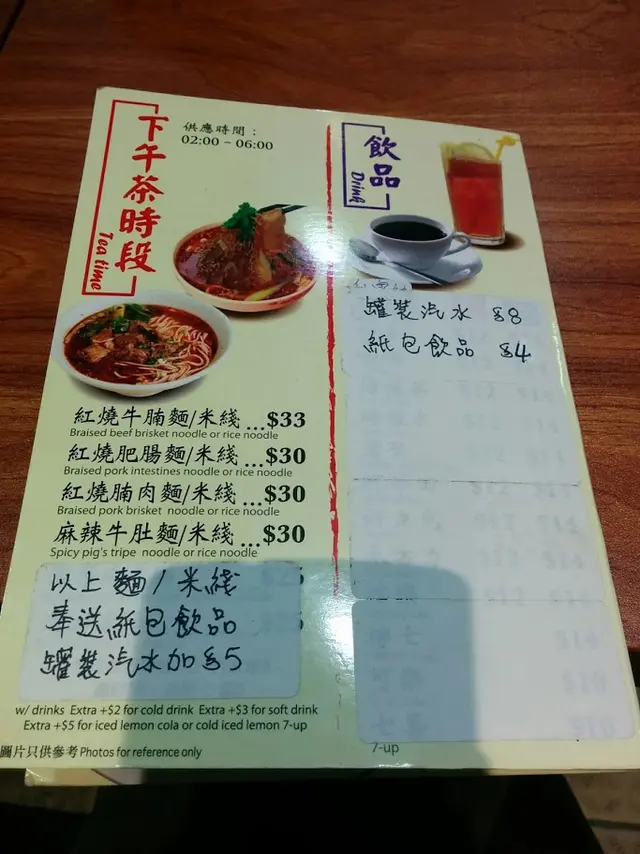 下午茶時段
Tea time
供應時間：
02:00 ~ 06:00
紅燒牛腩麵/米綫 ...$33
Braised beef brisket noodle or rice noodle
紅燒肥腸麵/米綫 ...$30
Braised pork intestines noodle or rice noodle
紅燒腩肉麵/米綫 ...$30
Braised pork brisket noodle or rice noodle
麻辣牛肚麵/米綫 ...$30
Spicy pig's tripe noodle or rice noodle
以上麵/米綫
奉送紙包飲品
罐裝汽水加$5
w/ drinks Extra +$2 for cold drink Extra +$3 for soft drink
Extra +$5 for iced lemon cola or cold iced lemon 7-up
圖片只供參考 Photos for reference only
飲品
Drink
罐裝汽水 $8
紙包飲品 $4
7-up